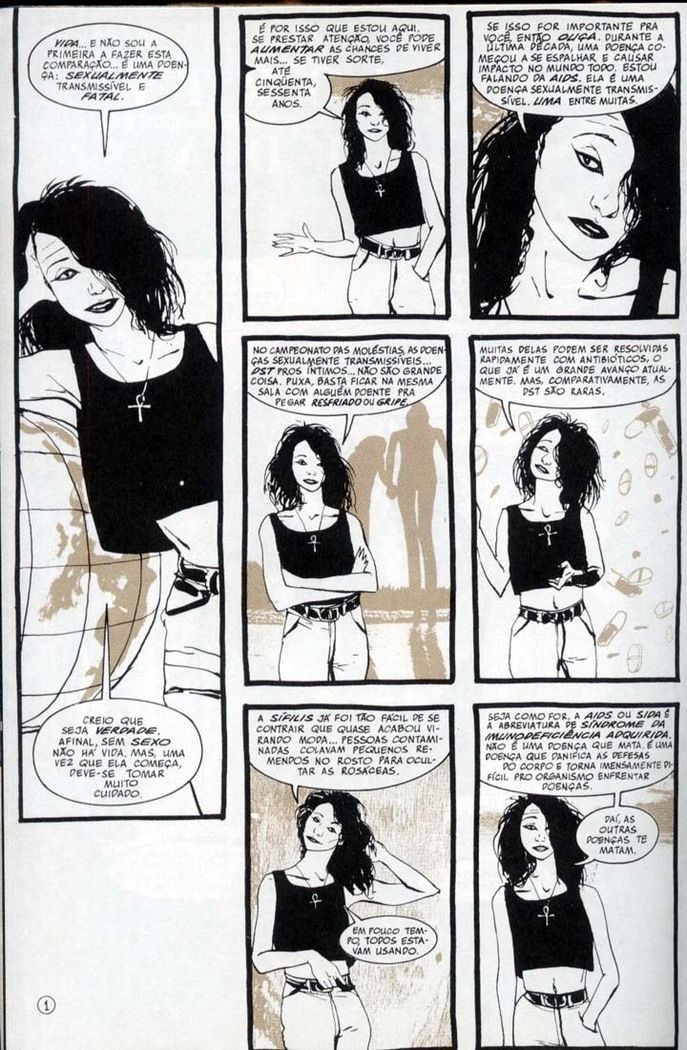 VIDA... E NÃO SOU A
PRIMEIRA A FAZER ESTA
COMPARAÇÃO... É UMA DOEN-
ÇA: SEXUALMENTE
TRANSMISSÍVEL E
FATAL.
CREIO QUE
SEJA VERDADE.
AFINAL, SEM SEXO
NÃO HÁ VIDA. MAS, UMA
VEZ QUE ELA COMEÇA,
DEVE-SE TOMAR
MUITO
CUIDADO.
É POR ISSO QUE ESTOU AQUI.
SE PRESTAR ATENÇÃO, VOCÊ PODE
AUMENTAR AS CHANCES DE VIVER
MAIS... SE TIVER SORTE,
ATÉ
CINQÜENTA,
SESSENTA
ANOS.
SE ISSO FOR IMPORTANTE PRA
VOCÊ, ENTÃO OUÇA. DURANTE A
ÚLTIMA DÉCADA, UMA DOENÇA CO-
MEÇOU A SE ESPALHAR E CAUSAR
IMPACTO NO MUNDO TODO. ESTOU
FALANDO DA AIDS. ELA É UMA
DOENÇA SEXUALMENTE TRANSMIS-
SÍVEL. UMA ENTRE MUITAS.
NO CAMPEONATO DAS MOLÉSTIAS, AS DOEN-
ÇAS SEXUALMENTE TRANSMISSÍVEIS...
DST PROS ÍNTIMOS... NÃO SÃO GRANDE
COISA. PUXA, BASTA FICAR NA MESMA
SALA COM ALGUÉM DOENTE PRA
PEGAR RESFRIADO OU GRIPE.
MUITAS DELAS PODEM SER RESOLVIDAS
RAPIDAMENTE COM ANTIBIÓTICOS, O
QUE JÁ É UM GRANDE AVANÇO ATUAL-
MENTE. MAS, COMPARATIVAMENTE, AS
DST SÃO RARAS.
A SÍFILIS JÁ FOI TÃO FÁCIL DE SE
CONTRAIR QUE QUASE ACABOU VI-
RANDO MODA... PESSOAS CONTAMI-
NADAS COLAVAM PEQUENOS RE-
MENDOS NO ROSTO PARA OCUL-
TAR AS ROSÁCEAS.
EM POUCO TEM-
PO, TODOS ESTA-
VAM USANDO.
SEJA COMO FOR, A AIDS OU SIDA É
A ABREVIATURA DE SÍNDROME DA
IMUNODEFICIÊNCIA ADQUIRIDA.
NÃO É UMA DOENÇA QUE MATA. É UMA
DOENÇA QUE DANIFICA AS DEFESAS
DO CORPO E TORNA IMENSAMENTE DI-
FÍCIL PRO ORGANISMO ENFRENTAR
DOENÇAS.
DAÍ, AS
OUTRAS
DOENÇAS TE
MATAM.
1